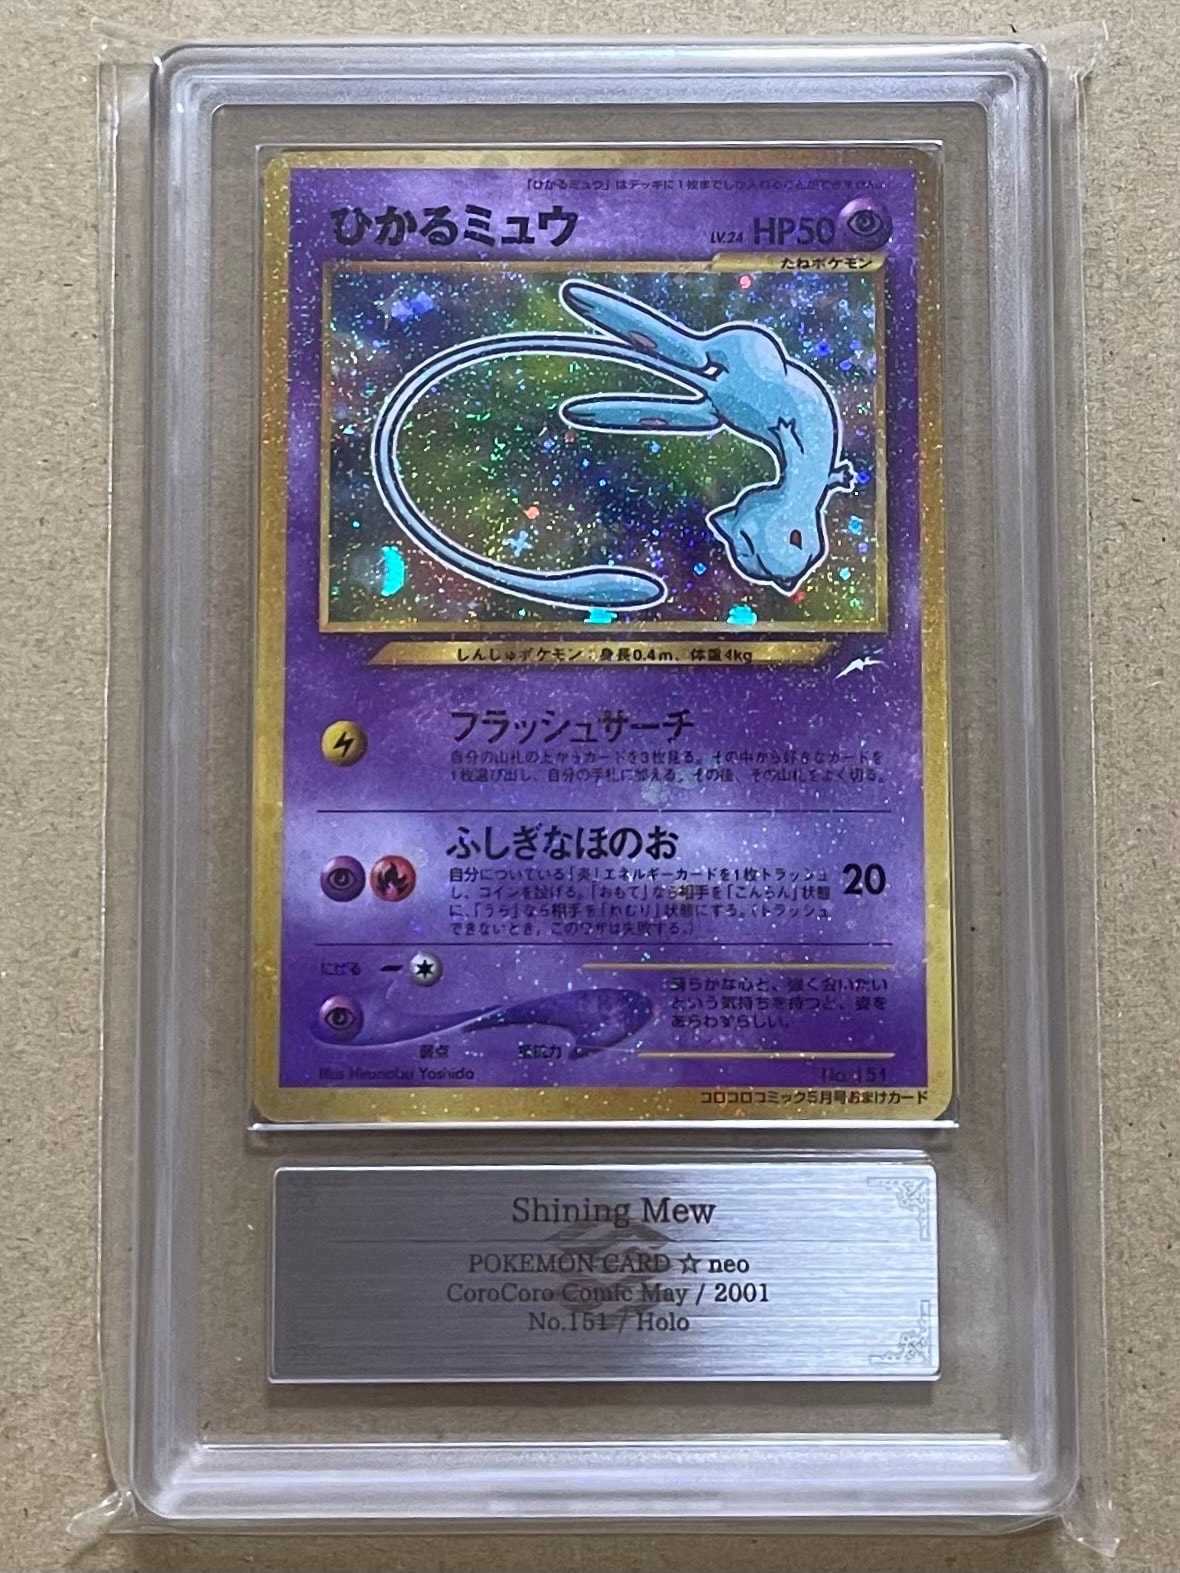 「ひかるミュウ」はデッキに1枚までしか入れることができません。
ひかるミュウ
LV.24 HP50
たねポケモン
しんしゅポケモン:身長0.4m、体重4kg
フラッシュサーチ
自分の山札の上からカードを3枚見る。その中から好きなカードを
1枚選び出し、自分の手札に加える。その後、その山札をよく切る。
ふしぎなほのお
20
自分についている「炎」エネルギーカードを1枚トラッシュ
し、コインを投げる。「おもて」なら相手を「こんらん」状態
に、「うら」なら相手を「ねむり」状態にする。(トラッシュ
できないとき、このワザは失敗する。)
にげる
清らかな心と、強く会いたい
という気持ちを持つと、姿を
あらわすらしい。
弱点 抵抗力
Illus. Hironobu Yoshida
No.151
コロコロコミック5月号おまけカード
Shining Mew
POKEMON CARD ☆ neo
CoroCoro Comic May / 2001
No.151 / Holo